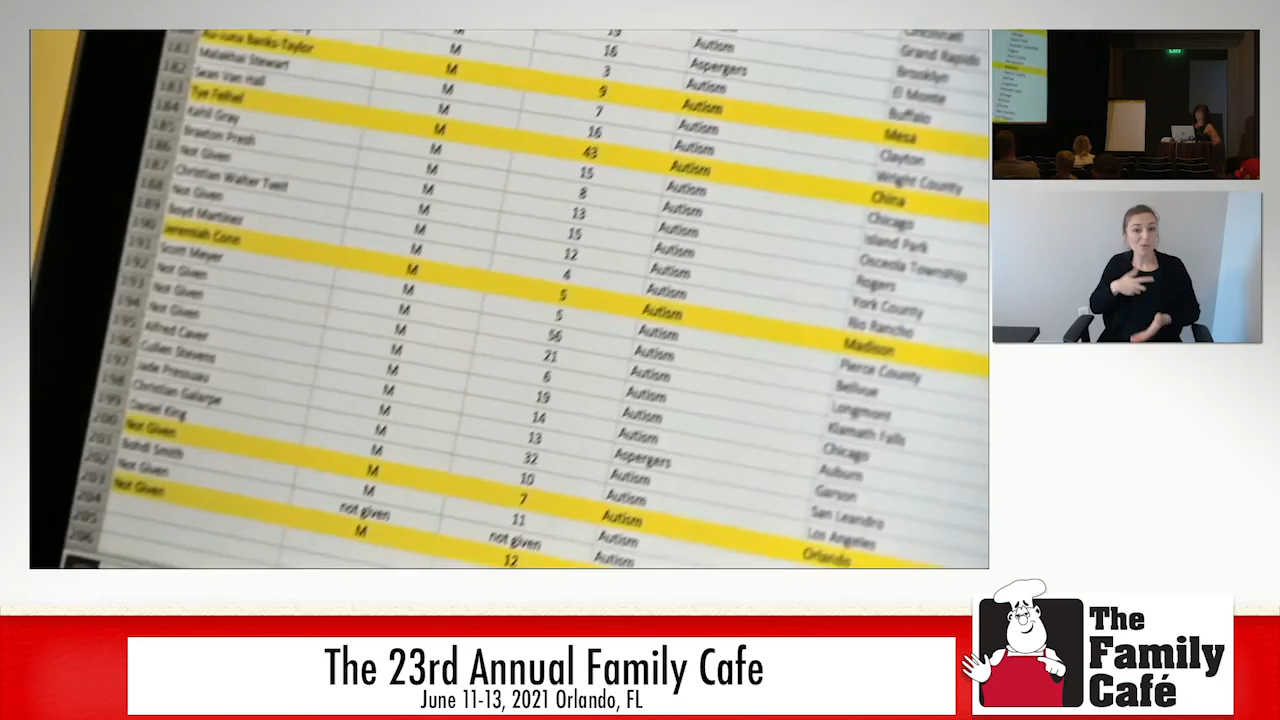 Cincinnati
Grand Rapids
19 Autism Brooklyn
M 16 Aspergers El Monte
M 3 Autism Buffalo
181 Banks-Taylor M 9 Autism Mesa
182 Malakhai Stewart M 7 Autism Clayton
183 Sean Van Hall M 16 Autism Wright County
184 Tye Feihel M 43 Autism China
185 Kamil Gray M 15 Autism Chicago
186 Braxton Presh M 8 Autism Island Park
187 Not Given M 13 Autism Osceola Township
188 Christian Walter Tveit M 15 Autism Rogers
189 Not Given M 12 Autism York County
190 Boyd Martinez M 4 Autism Rio Rancho
191 Jeremiah Conn M 5 Autism Madison
192 Scott Meyer M 5 Autism Pierce County
193 Not Given M 56 Autism Bellvue
194 Not Given M 21 Autism Longmont
195 Not Given M 6 Autism Klamath Falls
196 Alfred Caver M 19 Autism Chicago
197 Cullen Stevens M 14 Autism Auburn
198 Jade Pressuau M 13 Aspergers Garson
199 Christian Galarpe M 32 Autism San Leandro
200 Daniel King M 10 Autism Los Angeles
201 Not Given M 7 Autism Orlando
202 Bohdi Smith M 11 Autism
203 Not Given not given not given Autism
204 Not Given M 12
205
206
The 23rd Annual Family Cafe
June 11-13, 2021 Orlando, FL
The
Family
Café